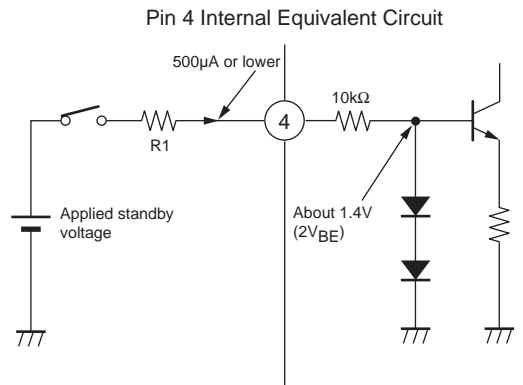 Pin 4 Internal Equivalent Circuit
500µA or lower
10kΩ
4
R1
Applied standby
voltage
About 1.4V
(2VBE)